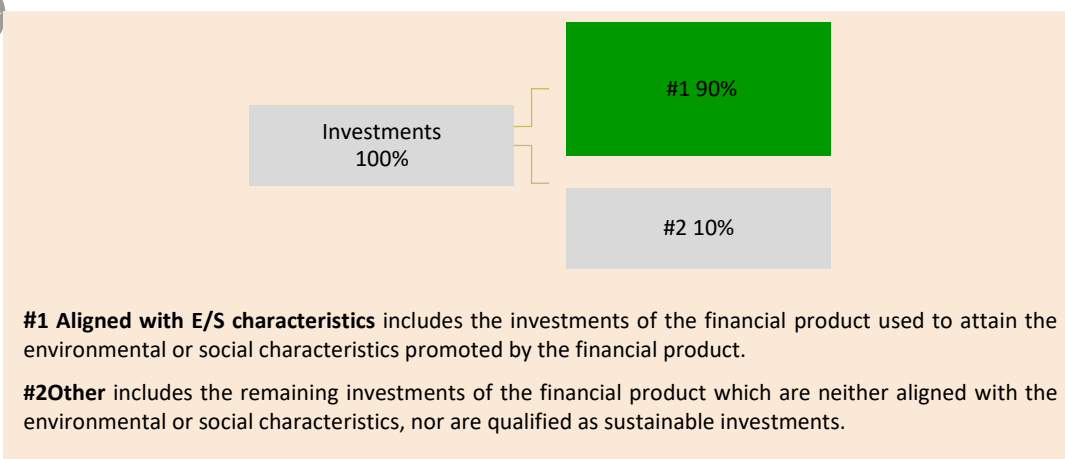 #1 90%
Investments
100%
#2 10%
#1 Aligned with E/S characteristics includes the investments of the financial product used to attain the
environmental or social characteristics promoted by the financial product.
#2Other includes the remaining investments of the financial product which are neither aligned with the
environmental or social characteristics, nor are qualified as sustainable investments.